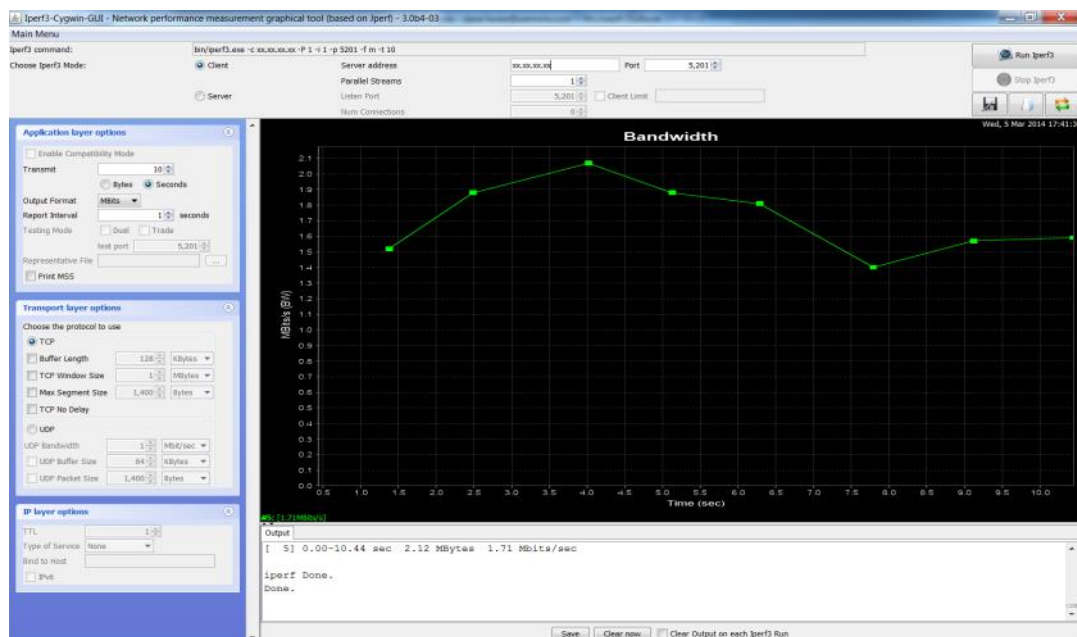 Iperf3-Cygwin-GUI - Network performance measurement graphical tool (based on Jperf) - 3.0b4-03
Main Menu
Iperf3 command:
bin/iperf3.exe -c xx.xx.xx.xx -P 1 -i 1 -p 5201 -f m -t 10
Choose Iperf3 Mode:
Client
Server address
xx.xx.xx.xx
Port
5,201
Parallel Streams
1
Server
Listen Port
5,201
Client Limit
Num Connections
0
Run Iperf3
Stop Iperf3
Application layer options
Enable Compatibility Mode
Transmit
10
Bytes
Seconds
Output Format
MBits
Report Interval
1
seconds
Testing Mode
Dual
Trade
test port
5,201
Representative File
...
Print MSS
Transport layer options
Choose the protocol to use
TCP
Buffer Length
128
KBytes
TCP Window Size
1
MBytes
Max Segment Size
1,400
Bytes
TCP No Delay
UDP
UDP Bandwidth
1
Mbit/sec
UDP Buffer Size
64
KBytes
UDP Packet Size
1,400
Bytes
IP layer options
TTL
1
Type of Service
None
Bind to Host
IPv6
Wed, 5 Mar 2014 17:41:3
Bandwidth
MBits/s (BW)
2.1
2.0
1.9
1.8
1.7
1.6
1.5
1.4
1.3
1.2
1.1
1.0
0.9
0.8
0.7
0.6
0.5
0.4
0.3
0.2
0.1
0.0
0.5 1.0 1.5 2.0 2.5 3.0 3.5 4.0 4.5 5.0 5.5 6.0 6.5 7.0 7.5 8.0 8.5 9.0 9.5 10.0
Time (sec)
#5: [1.71MBits/s]
Output
[ 5] 0.00-10.44 sec 2.12 MBytes 1.71 Mbits/sec
iperf Done.
Done.
Save
Clear now
Clear Output on each Iperf3 Run